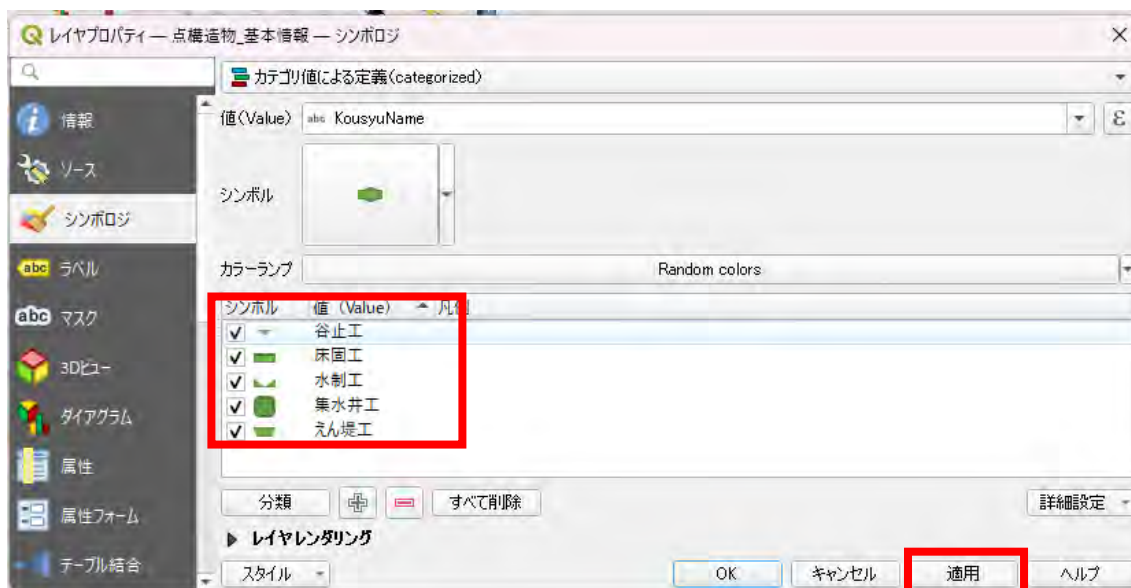 レイヤプロパティ — 点構造物_基本情報 — シンボロジ
カテゴリ値による定義(categorized)
情報
ソース
シンボロジ
abc ラベル
abc マスク
3Dビュー
ダイアグラム
属性
属性フォーム
テーブル結合
値(Value) abc KousyuName ε
シンボル
カラーランプ Random colors
シンボル 値 (Value) 凡例
谷止工
床固工
水制工
集水井工
えん堤工
分類 すべて削除 詳細設定
レイヤレンダリング
スタイル OK キャンセル 適用 ヘルプ